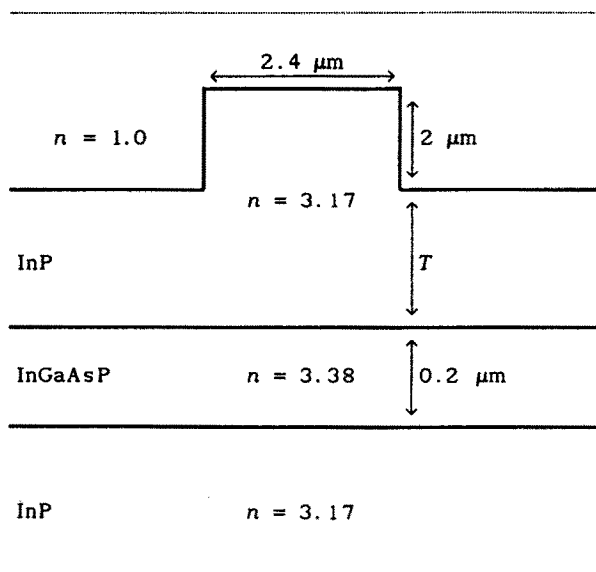 2.4 μm
n = 1.0
2 μm
n = 3.17
InP
T
InGaAsP
n = 3.38
0.2 μm
InP
n = 3.17